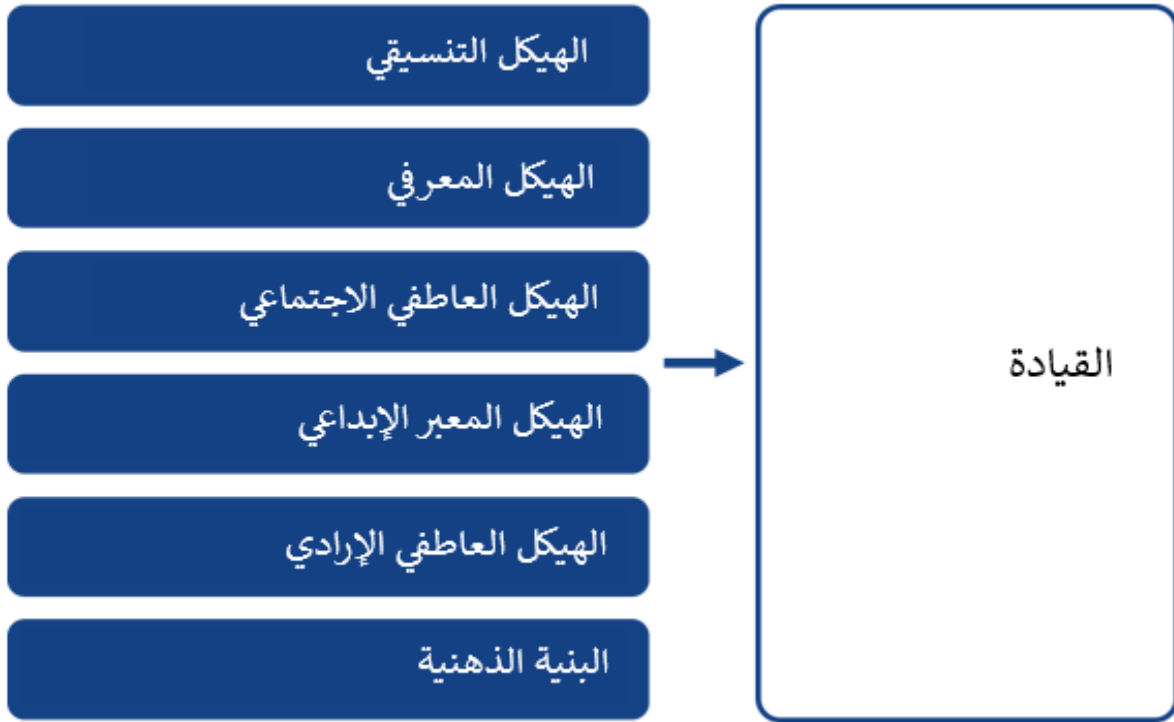 الهيكل التنسيقي
الهيكل المعرفي
الهيكل العاطفي الاجتماعي
الهيكل المعبر الإبداعي
الهيكل العاطفي الإرادي
البنية الذهنية
القيادة